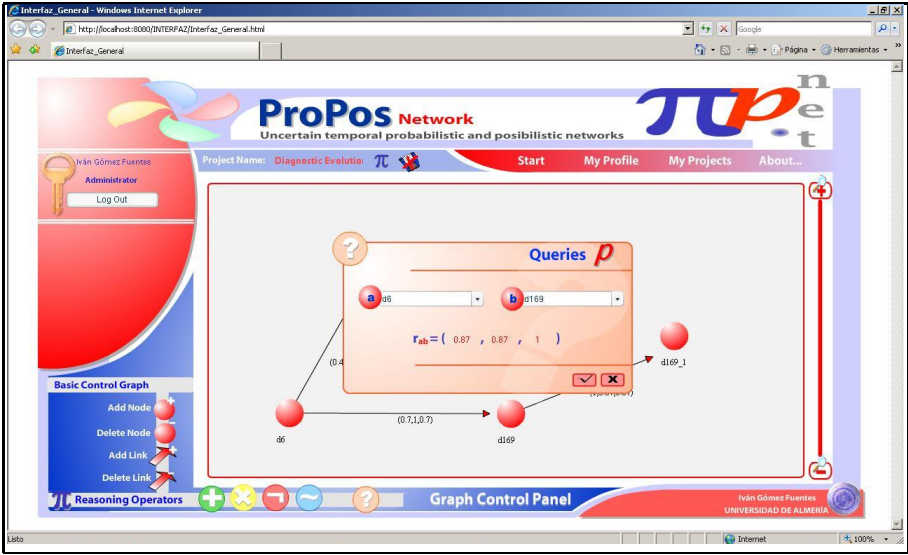 Interfaz_General - Windows Internet Explorer
http://localhost:8080/INTERFAZ/Interfaz_General.html
Google
Interfaz_General
Página
Herramientas
»
πp net
ProPos Network
Uncertain temporal probabilistic and posibilistic networks
Iván Gómez Fuentes
Administrator
Log Out
Project Name: Diagnostic Evolutio: π
Start My Profile My Projects About...
?
Queries p
a d6
b d169
rab = ( 0.87 , 0.87 , 1 )
(0.4
d169_1
(0.7,1,0.7)
d6
d169
Basic Control Graph
Add Node
Delete Node
Add Link
Delete Link
π Reasoning Operators
+ × ¬ ~ ?
Graph Control Panel
Iván Gómez Fuentes
UNIVERSIDAD DE ALMERÍA
Listo
Internet
100%